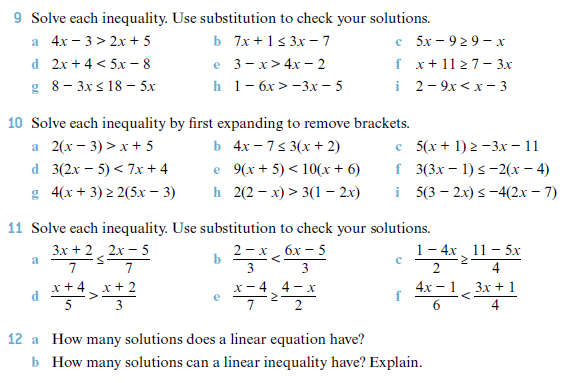 9 Solve each inequality. Use substitution to check your solutions.
a 4x − 3 > 2x + 5 b 7x + 1 ≤ 3x − 7 c 5x − 9 ≥ 9 − x
d 2x + 4 < 5x − 8 e 3 − x > 4x − 2 f x + 11 ≥ 7 − 3x
g 8 − 3x ≤ 18 − 5x h 1 − 6x > −3x − 5 i 2 − 9x < x − 3
10 Solve each inequality by first expanding to remove brackets.
a 2(x − 3) > x + 5 b 4x − 7 ≤ 3(x + 2) c 5(x + 1) ≥ −3x − 11
d 3(2x − 5) < 7x + 4 e 9(x + 5) < 10(x + 6) f 3(3x − 1) ≤ −2(x − 4)
g 4(x + 3) ≥ 2(5x − 3) h 2(2 − x) > 3(1 − 2x) i 5(3 − 2x) ≤ −4(2x − 7)
11 Solve each inequality. Use substitution to check your solutions.
a (3x + 2)/7 ≤ (2x − 5)/7 b (2 − x)/3 < (6x − 5)/3 c (1 − 4x)/2 ≥ (11 − 5x)/4
d (x + 4)/5 > (x + 2)/3 e (x − 4)/7 ≥ (4 − x)/2 f (4x − 1)/6 < (3x + 1)/4
12 a How many solutions does a linear equation have?
b How many solutions can a linear inequality have? Explain.